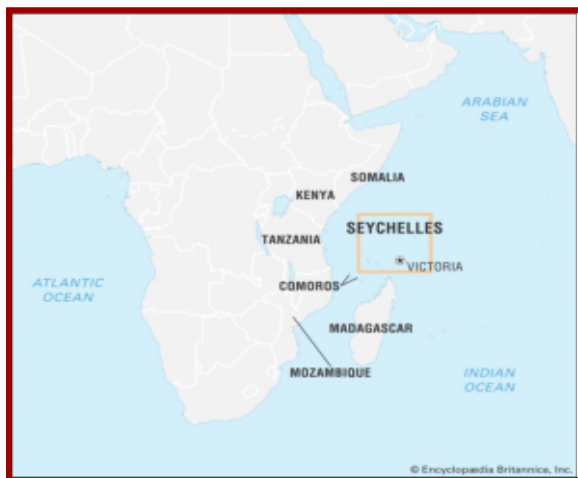 ARABIAN
SEA
SOMALIA
KENYA
SEYCHELLES
TANZANIA
VICTORIA
ATLANTIC
OCEAN
COMOROS
MADAGASCAR
MOZAMBIQUE
INDIAN
OCEAN
© Encyclopædia Britannica, Inc.